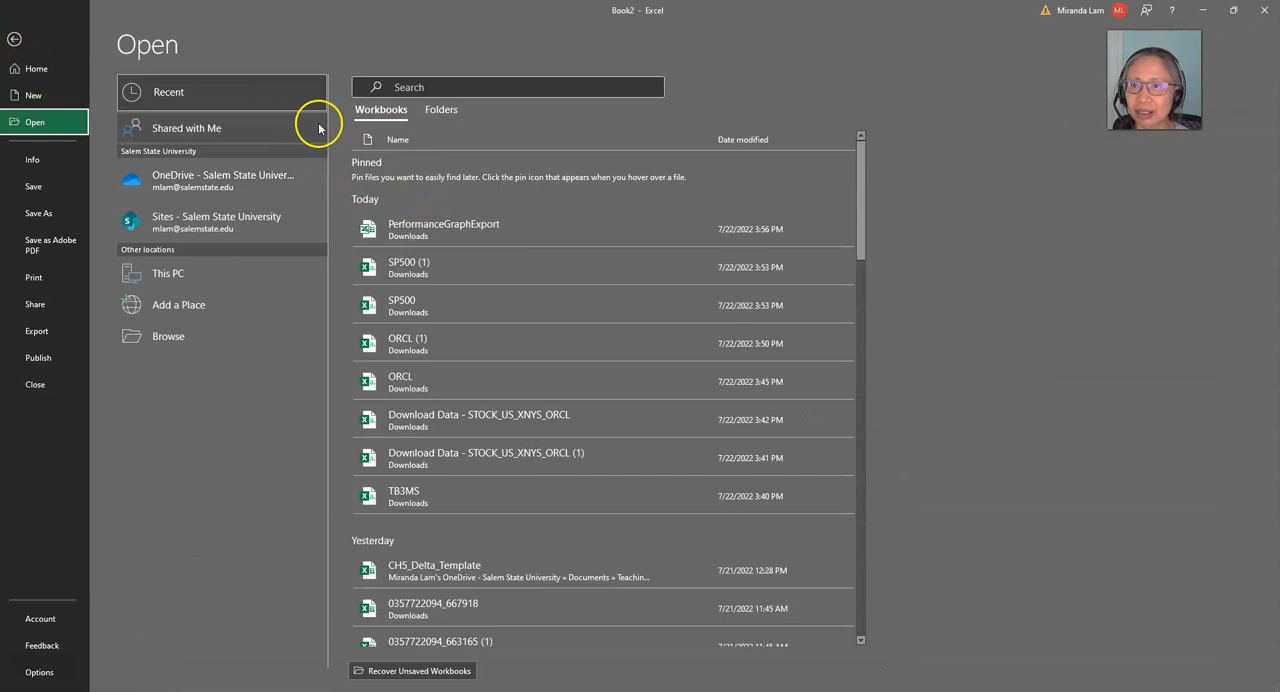 Book2 - Excel
Miranda Lam
ML
?
Open
Home
New
Open
Info
Save
Save As
Save as Adobe
PDF
Print
Share
Export
Publish
Close
Account
Feedback
Options
Recent
Shared with Me
Salem State University
OneDrive - Salem State Univer...
mlam@salemstate.edu
Sites - Salem State University
mlam@salemstate.edu
Other locations
This PC
Add a Place
Browse
Search
Workbooks Folders
Name Date modified
Pinned
Pin files you want to easily find later. Click the pin icon that appears when you hover over a file.
Today
PerformanceGraphExport
Downloads
7/22/2022 3:56 PM
SP500 (1)
Downloads
7/22/2022 3:53 PM
SP500
Downloads
7/22/2022 3:53 PM
ORCL (1)
Downloads
7/22/2022 3:50 PM
ORCL
Downloads
7/22/2022 3:45 PM
Download Data - STOCK_US_XNYS_ORCL
Downloads
7/22/2022 3:42 PM
Download Data - STOCK_US_XNYS_ORCL (1)
Downloads
7/22/2022 3:41 PM
TB3MS
Downloads
7/22/2022 3:40 PM
Yesterday
CH5_Delta_Template
Miranda Lam's OneDrive - Salem State University » Documents » Teachin...
7/21/2022 12:28 PM
0357722094_667918
Downloads
7/21/2022 11:45 AM
0357722094_663165 (1)
7/21/2022 11:45 AM
Recover Unsaved Workbooks